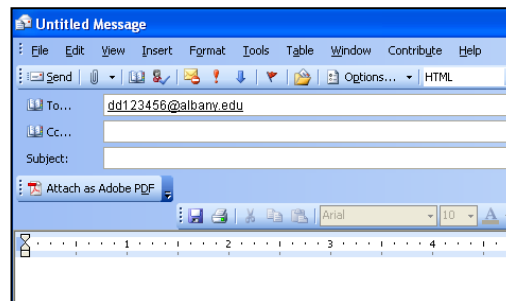 Untitled Message
File Edit View Insert Format Tools Table Window Contribute Help
Send Options... HTML
To... dd123456@albany.edu
Cc...
Subject:
Attach as Adobe PDF
Arial 10 A
1 2 3 4